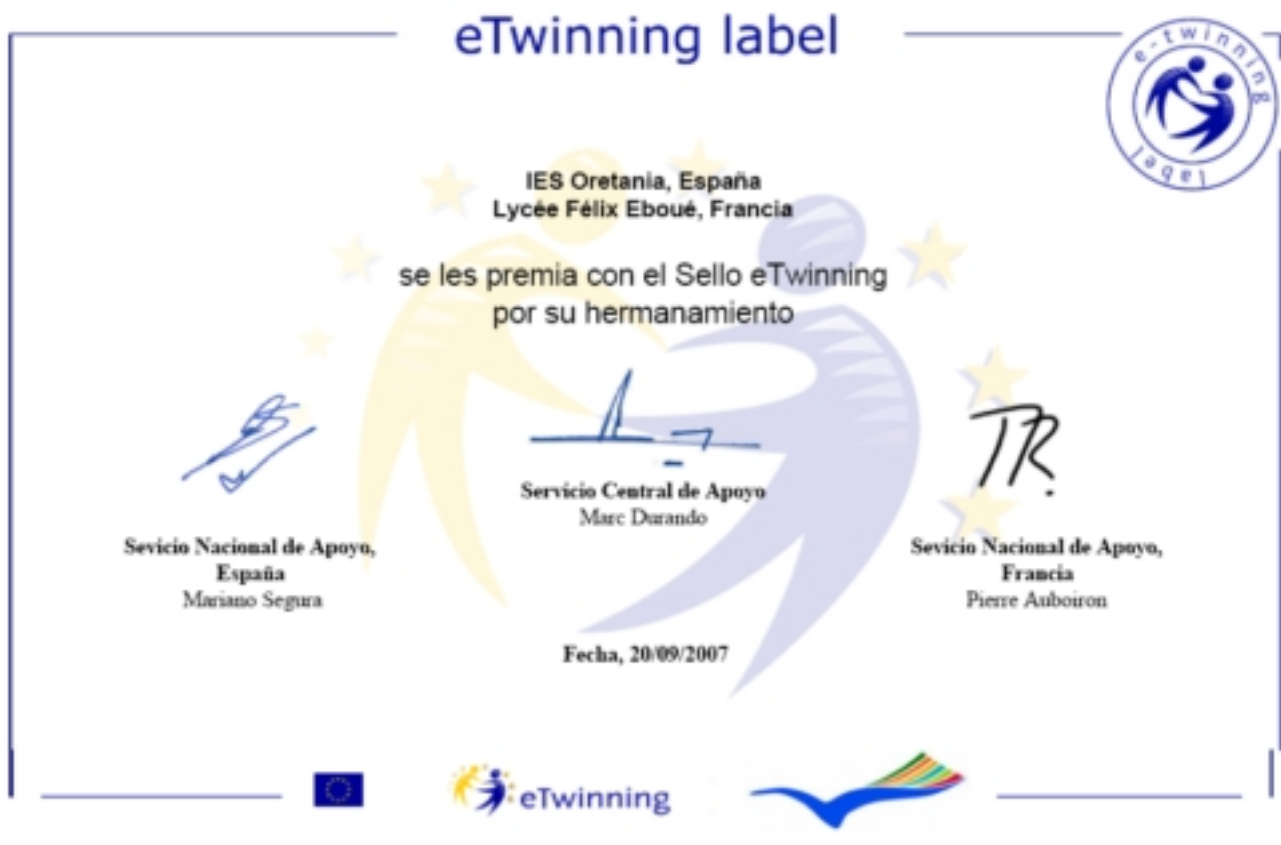 eTwinning label
e-twinning label
IES Oretania, España
Lycée Félix Eboué, Francia
se les premia con el Sello eTwinning
por su hermanamiento
Servicio Central de Apoyo
Marc Durando
Sevicio Nacional de Apoyo,
España
Mariano Segura
Sevicio Nacional de Apoyo,
Francia
Pierre Auboiron
Fecha, 20/09/2007
eTwinning